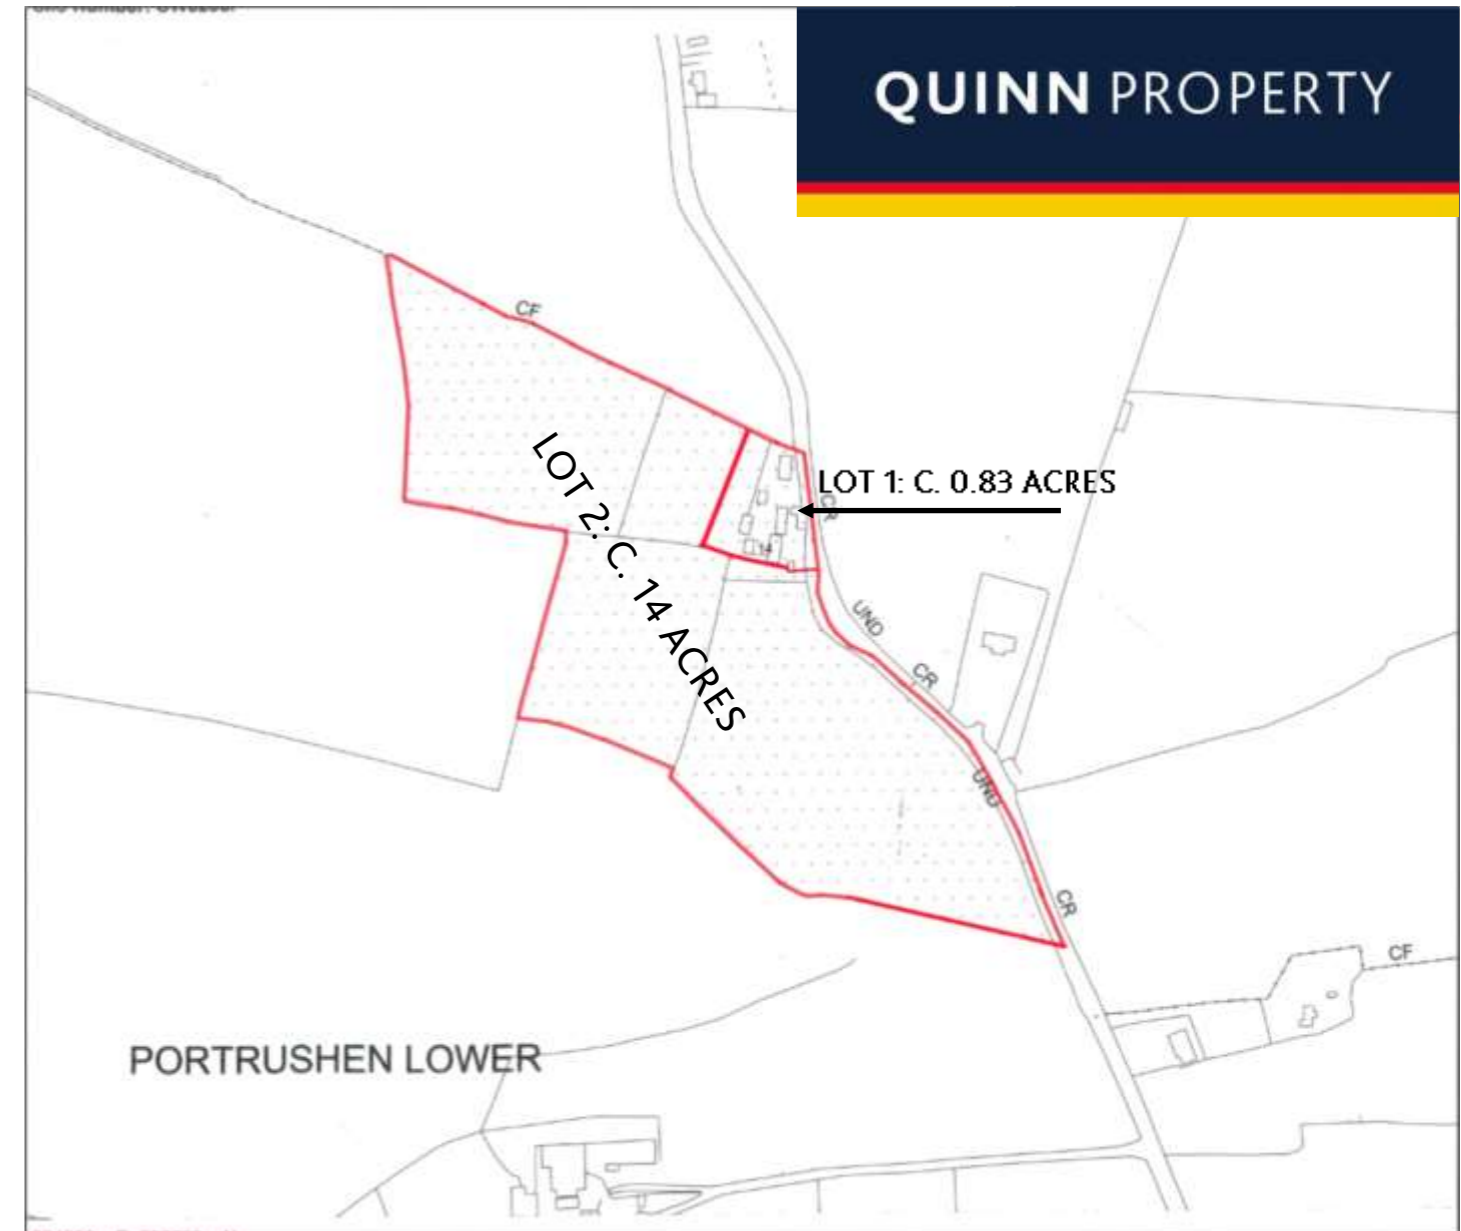 QUINN PROPERTY
CF
LOT 1: C. 0.83 ACRES
CR
LOT 2: C. 14 ACRES
14
UND
CR
UND
CR
CF
PORTRUSHEN LOWER